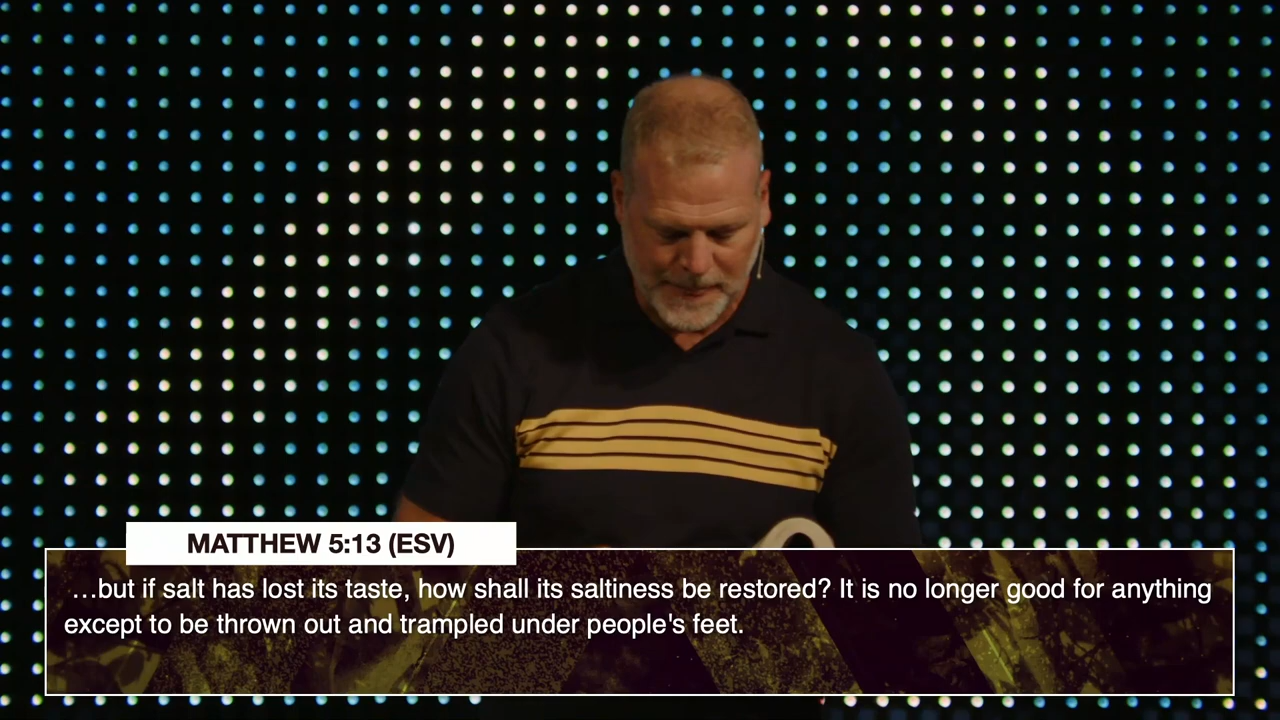 MATTHEW 5:13 (ESV)
…but if salt has lost its taste, how shall its saltiness be restored? It is no longer good for anything
except to be thrown out and trampled under people's feet.